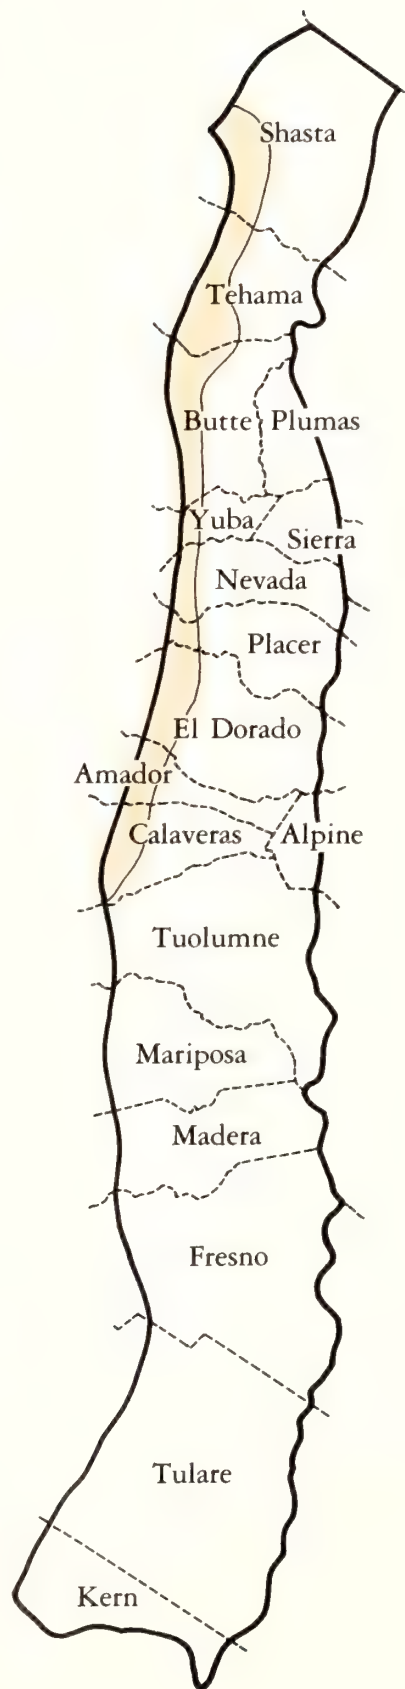 Shasta
Tehama
Butte
Plumas
Yuba
Sierra
Nevada
Placer
El Dorado
Amador
Calaveras
Alpine
Tuolumne
Mariposa
Madera
Fresno
Tulare
Kern